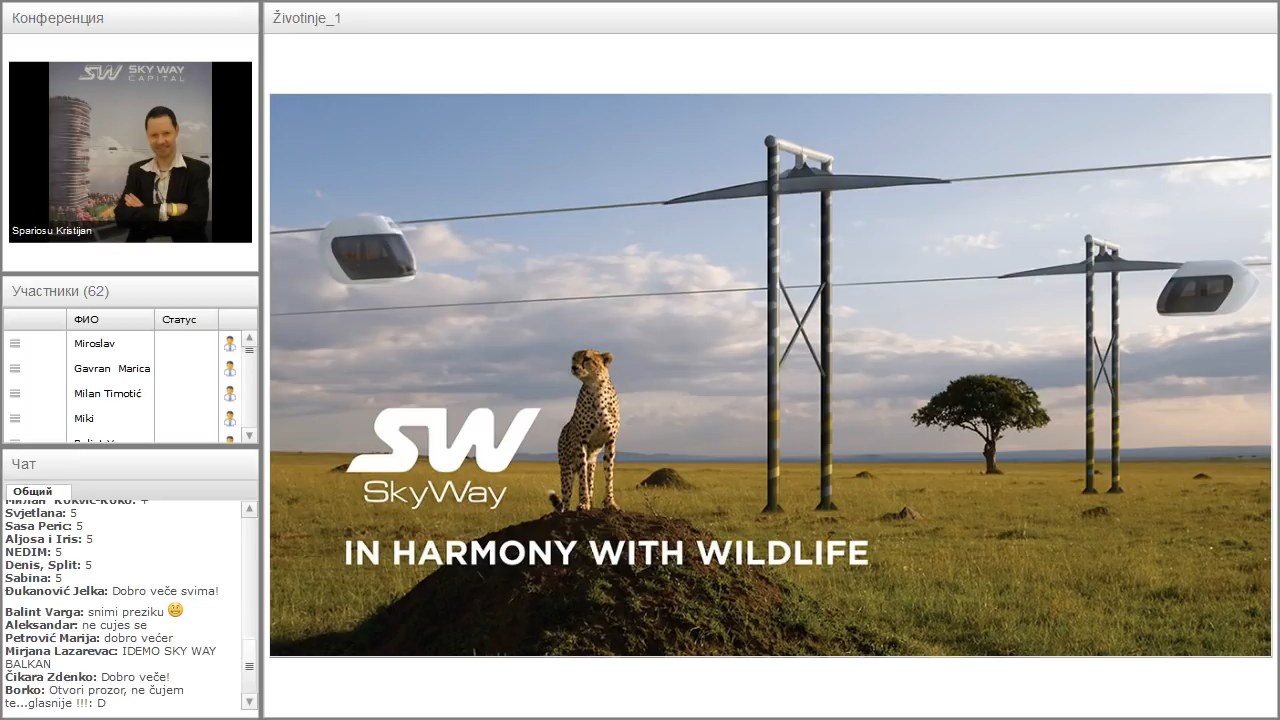 Конференция
SW SKY WAY
CAPITAL
Spariosu Kristijan
Участники (62)
ФИО Статус
Miroslav
Gavran Marica
Milan Timotić
Miki
Чат
Общий
Svjetlana: 5
Sasa Peric: 5
Aljosa i Iris: 5
NEDIM: 5
Denis, Split: 5
Sabina: 5
Đukanović Jelka: Dobro veče svima!
Balint Varga: snimi preziku
Aleksandar: ne cujes se
Petrović Marija: dobro većer
Mirjana Lazarevac: IDEMO SKY WAY
BALKAN
Čikara Zdenko: Dobro veče!
Borko: Otvori prozor, ne čujem
te...glasnije !!!: D
Životinje_1
SW
SkyWay
IN HARMONY WITH WILDLIFE